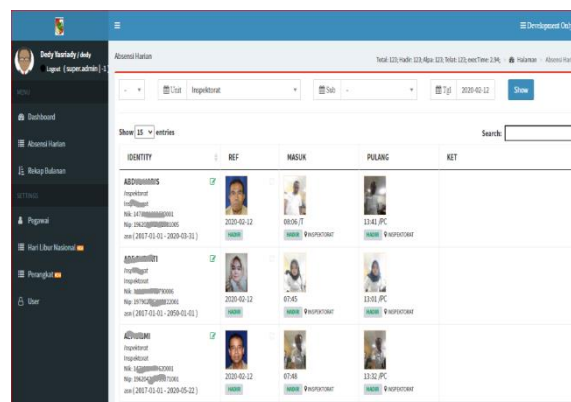 Development Only
Dedy Yasriady / dedy
Logout ( super.admin | -1
Absensi Harian
Total: 123; Hadir: 123; Alpa: 123; Telat: 123; execTime: 2.94;
Halaman
Absensi Har
MENU
Unit
Inspektorat
Sub
-
Tgl
2020-02-12
Show
Dashboard
Absensi Harian
Rekap Bulanan
SETTINGS
Pegawai
Hari Libur Nasional
Perangkat
User
Show 15 entries
Search:
IDENTITY
REF
MASUK
PULANG
KET
Inspektorat
Nik:
Nip:
asn ( 2017-01-01 - 2020-03-31 )
2020-02-12
HADIR
08:06 /T
HADIR INSPEKTORAT
13:41 /PC
HADIR INSPEKTORAT
Inspektorat
Nik:
Nip:
asn ( 2017-01-01 - 2050-01-01 )
2020-02-12
HADIR
07:45
HADIR INSPEKTORAT
13:01 /PC
HADIR INSPEKTORAT
Inspektorat
Inspektorat
Nik:
Nip:
asn ( 2017-01-01 - 2020-05-22 )
2020-02-12
HADIR
07:48
HADIR INSPEKTORAT
13:32 /PC
HADIR INSPEKTORAT